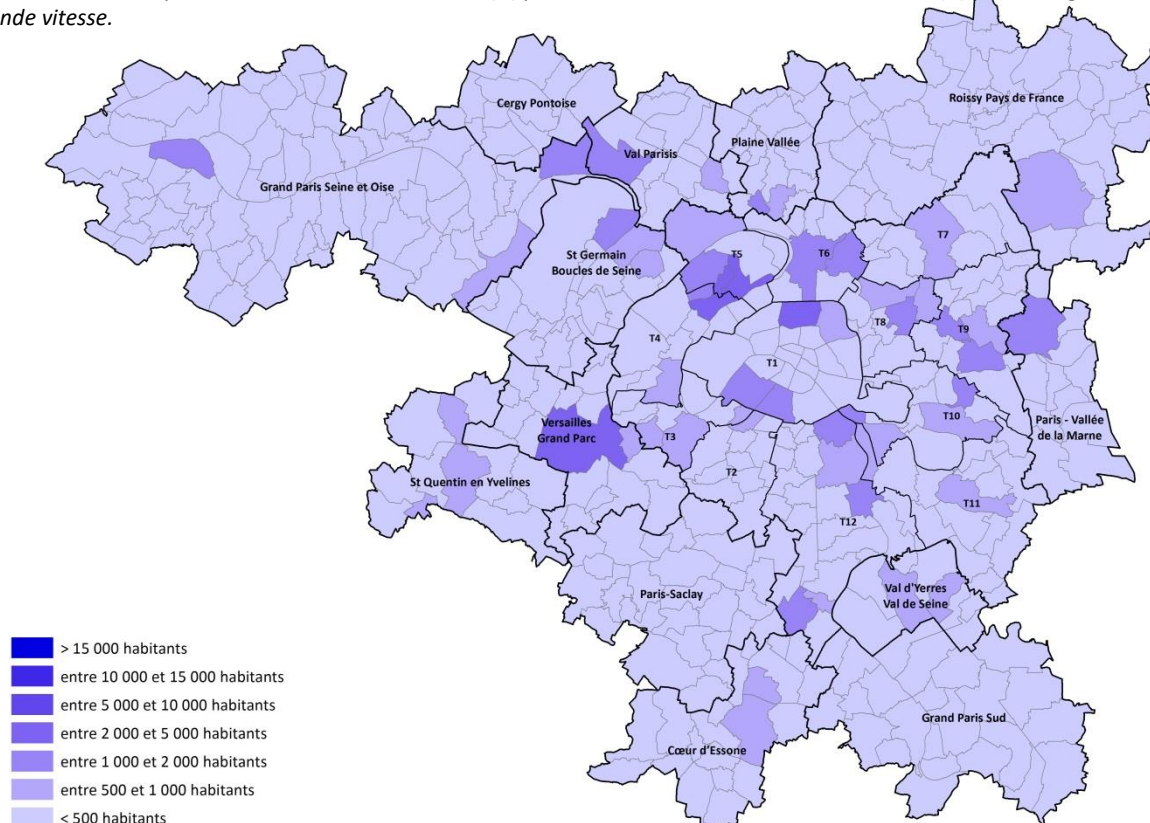 nde vitesse.
Cergy Pontoise
Roissy Pays de France
Plaine Vallée
Val Parisis
Grand Paris Seine et Oise
T7
St Germain
Boucles de Seine
T5
T6
T8
T9
T4
T1
T10
Paris - Vallée
de la Marne
Versailles
Grand Parc
T3
T2
St Quentin en Yvelines
T11
T12
Paris-Saclay
Val d'Yerres
Val de Seine
Grand Paris Sud
Cœur d'Essone
> 15 000 habitants
entre 10 000 et 15 000 habitants
entre 5 000 et 10 000 habitants
entre 2 000 et 5 000 habitants
entre 1 000 et 2 000 habitants
entre 500 et 1 000 habitants
< 500 habitants